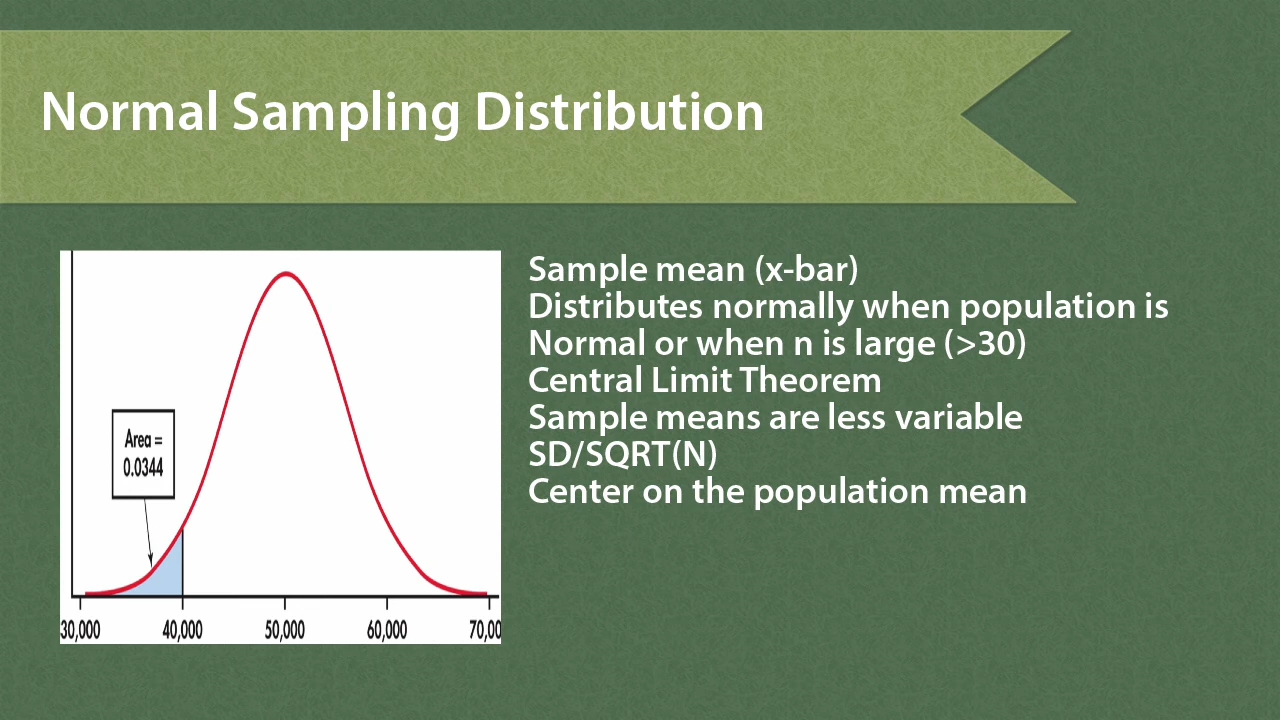 Normal Sampling Distribution
Sample mean (x-bar)
Distributes normally when population is
Normal or when n is large (>30)
Central Limit Theorem
Sample means are less variable
SD/SQRT(N)
Center on the population mean
Area =
0.0344
30,000 40,000 50,000 60,000 70,00